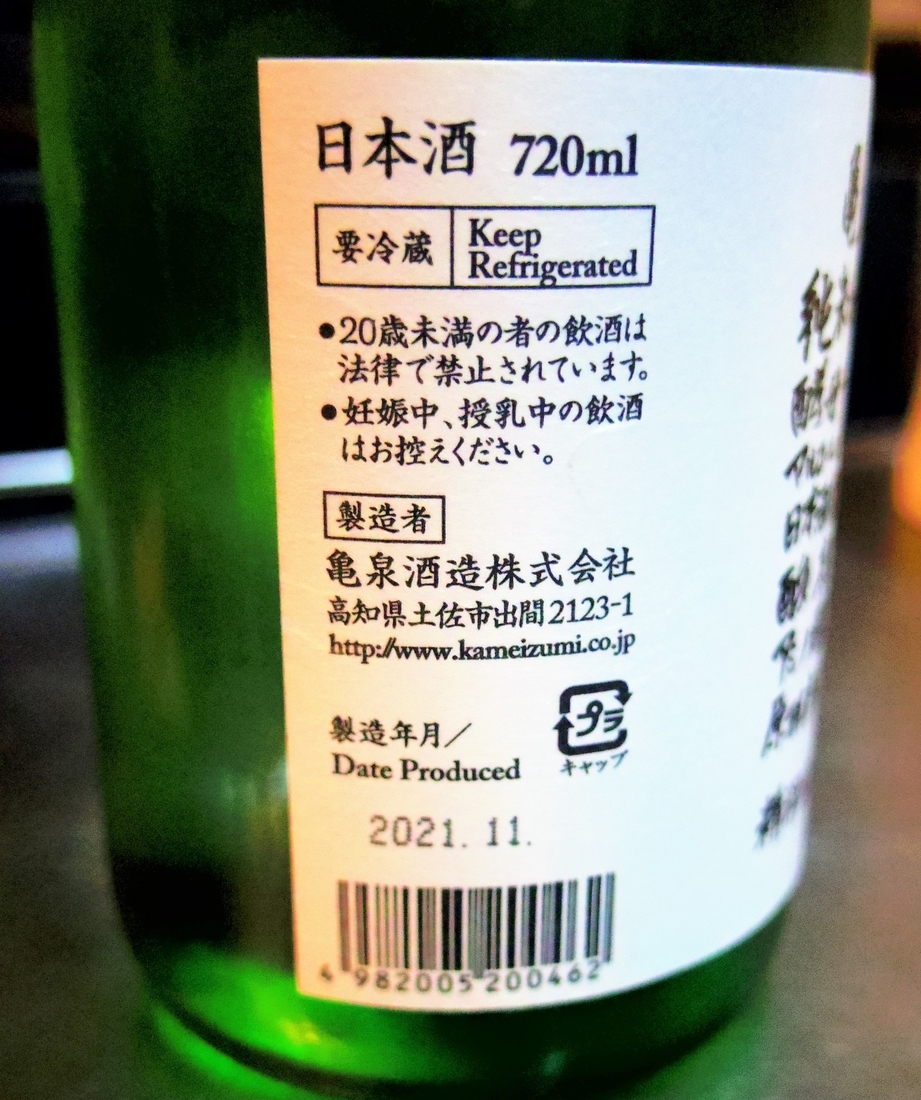 日本酒 720ml
要冷蔵 Keep Refrigerated
●20歳未満の者の飲酒は
法律で禁止されています。
●妊娠中、授乳中の飲酒
はお控えください。
製造者
亀泉酒造株式会社
高知県土佐市出間2123-1
http://www.kameizumi.co.jp
製造年月／
Date Produced
プラ
キャップ
2021. 11.
4 982005 200462